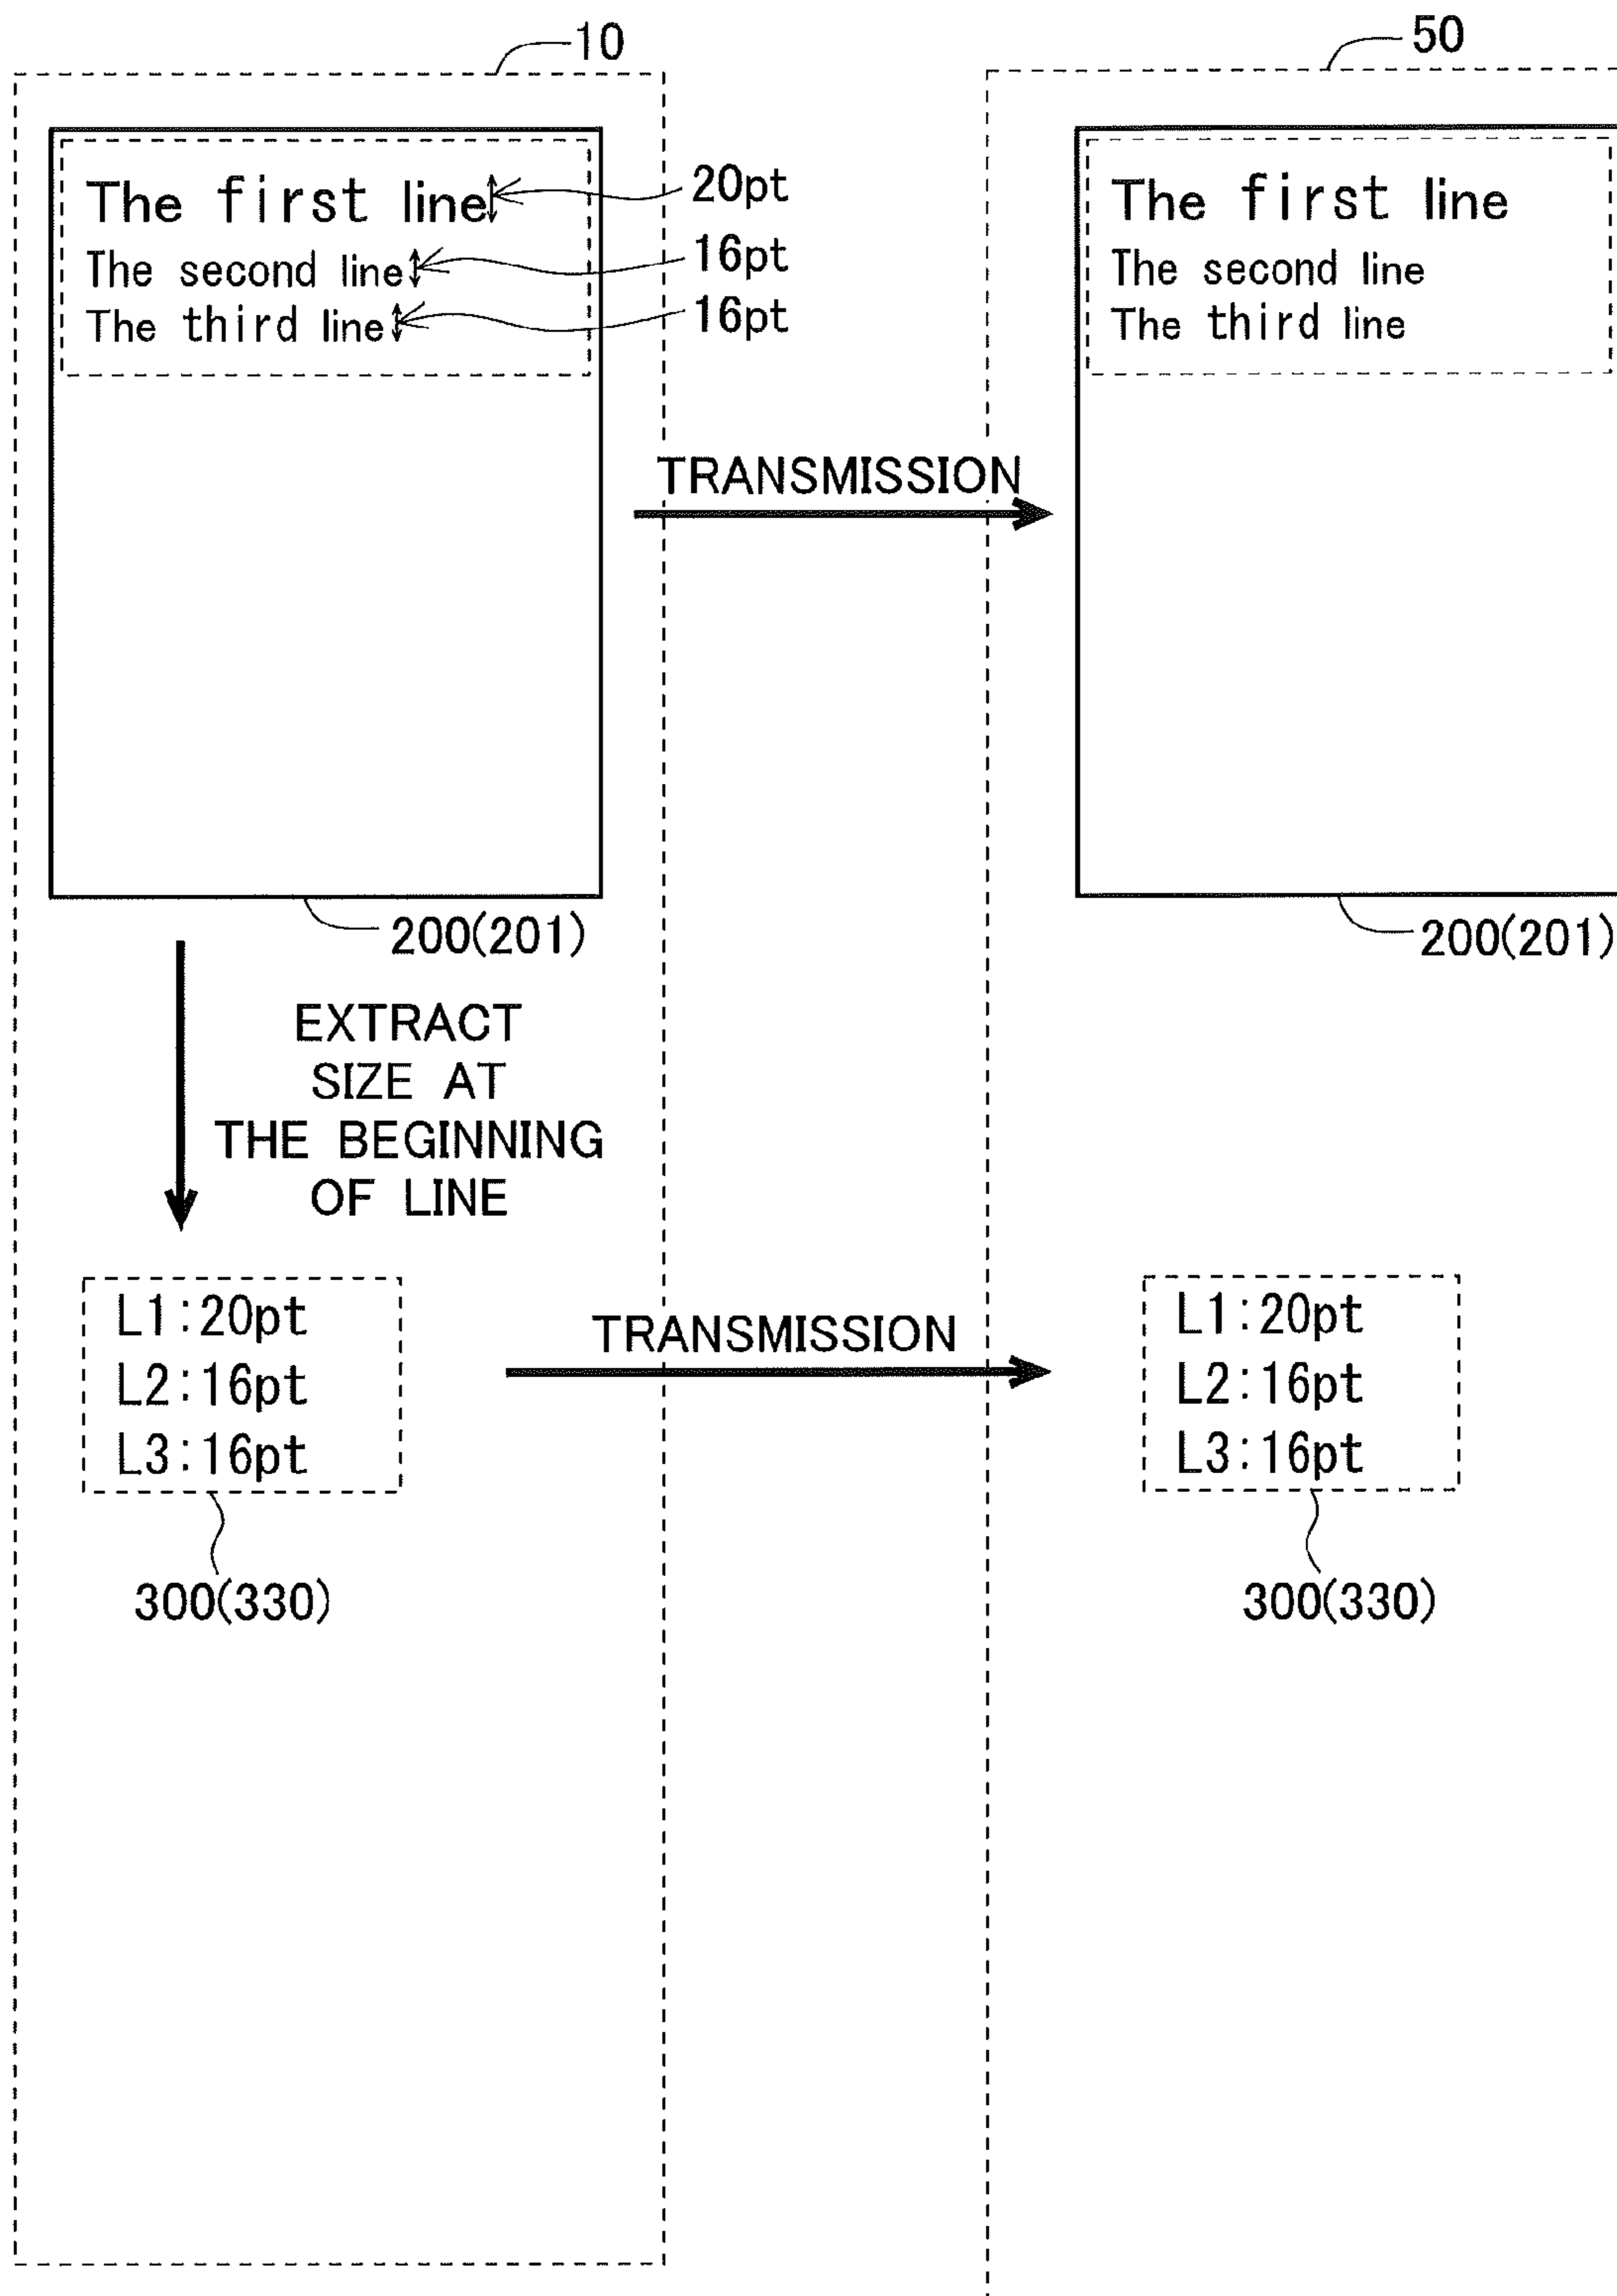 10
50
The first line
20pt
The second line
16pt
The third line
16pt
The first line
The second line
The third line
TRANSMISSION
200(201)
200(201)
EXTRACT
SIZE AT
THE BEGINNING
OF LINE
L1:20pt
L2:16pt
L3:16pt
TRANSMISSION
L1:20pt
L2:16pt
L3:16pt
300(330)
300(330)